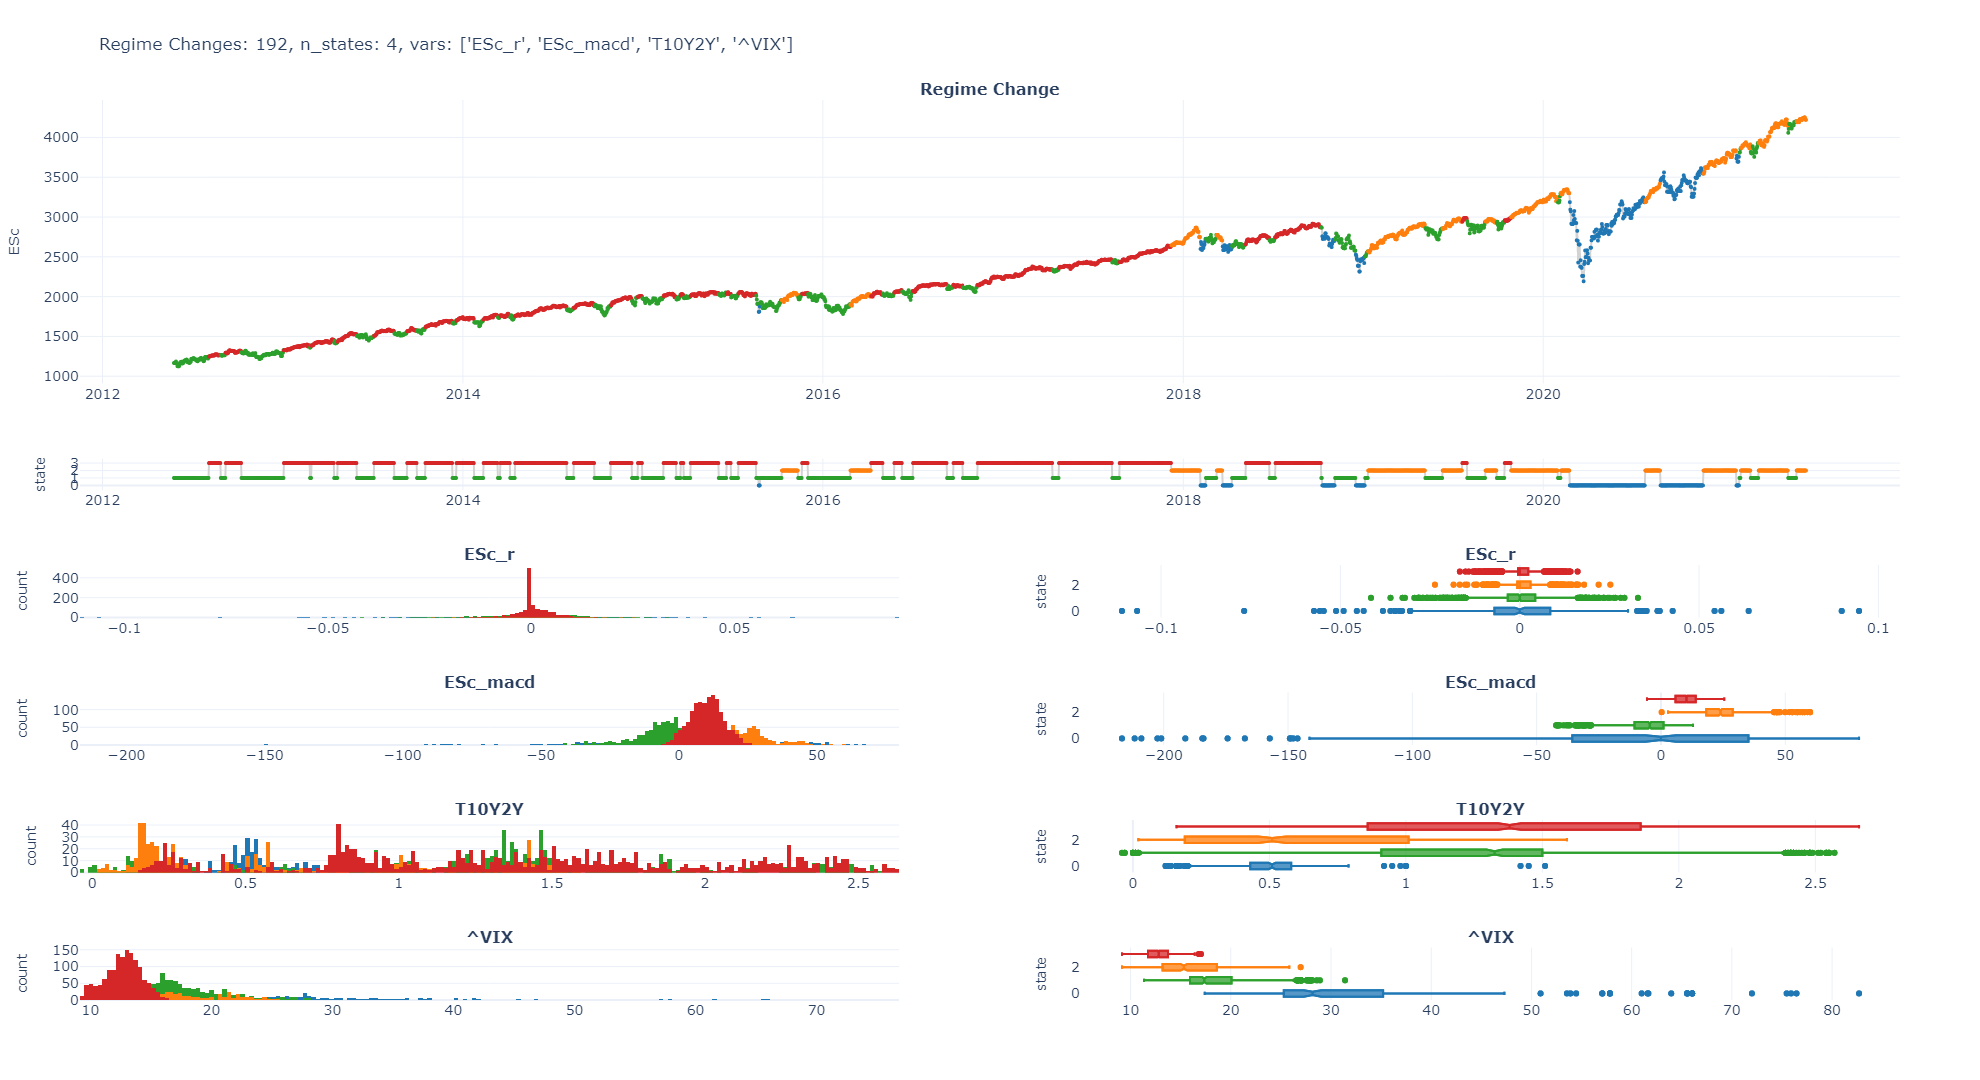 Regime Changes: 192, n_states: 4, vars: ['ESc_r', 'ESc_macd', 'T10Y2Y', '^VIX']
Regime Change
ESc
4000
3500
3000
2500
2000
1500
1000
2012 2014 2016 2018 2020
state
3
2
1
0
2012 2014 2016 2018 2020
ESc_r
count
400
200
0
−0.1 −0.05 0 0.05
ESc_r
state
2
0
−0.1 −0.05 0 0.05 0.1
ESc_macd
count
100
50
0
−200 −150 −100 −50 0 50
ESc_macd
state
2
0
−200 −150 −100 −50 0 50
T10Y2Y
count
40
30
20
10
0
0 0.5 1 1.5 2 2.5
T10Y2Y
state
2
0
0 0.5 1 1.5 2 2.5
^VIX
count
150
100
50
0
10 20 30 40 50 60 70
^VIX
state
2
0
10 20 30 40 50 60 70 80